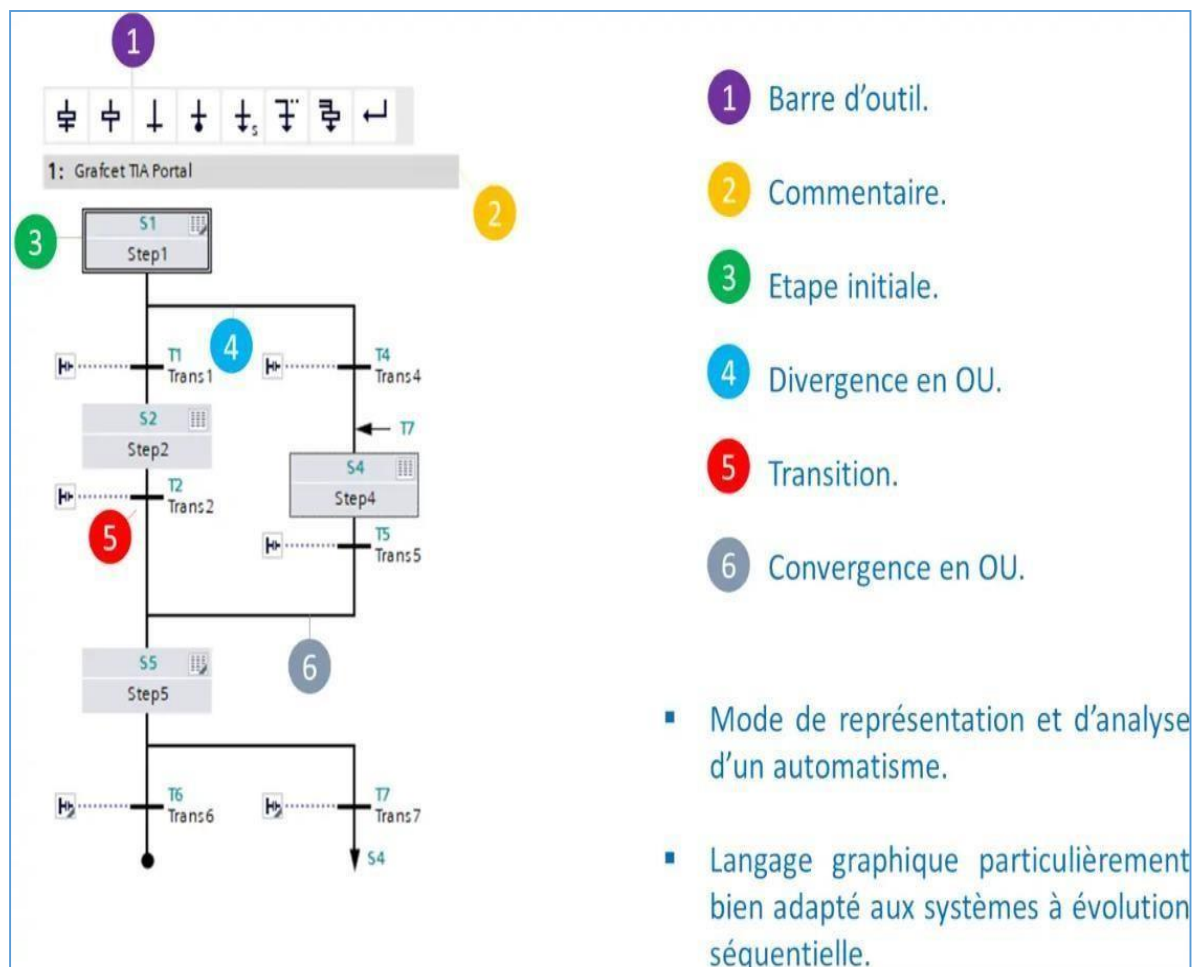 1
1: Grafcet TIA Portal
2
3
S1
Step1
4
T1
Trans1
T4
Trans4
T7
S2
Step2
S4
Step4
T2
Trans2
5
T5
Trans5
6
S5
Step5
T6
Trans6
T7
Trans7
S4
1 Barre d’outil.
2 Commentaire.
3 Etape initiale.
4 Divergence en OU.
5 Transition.
6 Convergence en OU.
▪ Mode de représentation et d’analyse
d’un automatisme.
▪ Langage graphique particulièrement
bien adapté aux systèmes à évolution
séquentielle.